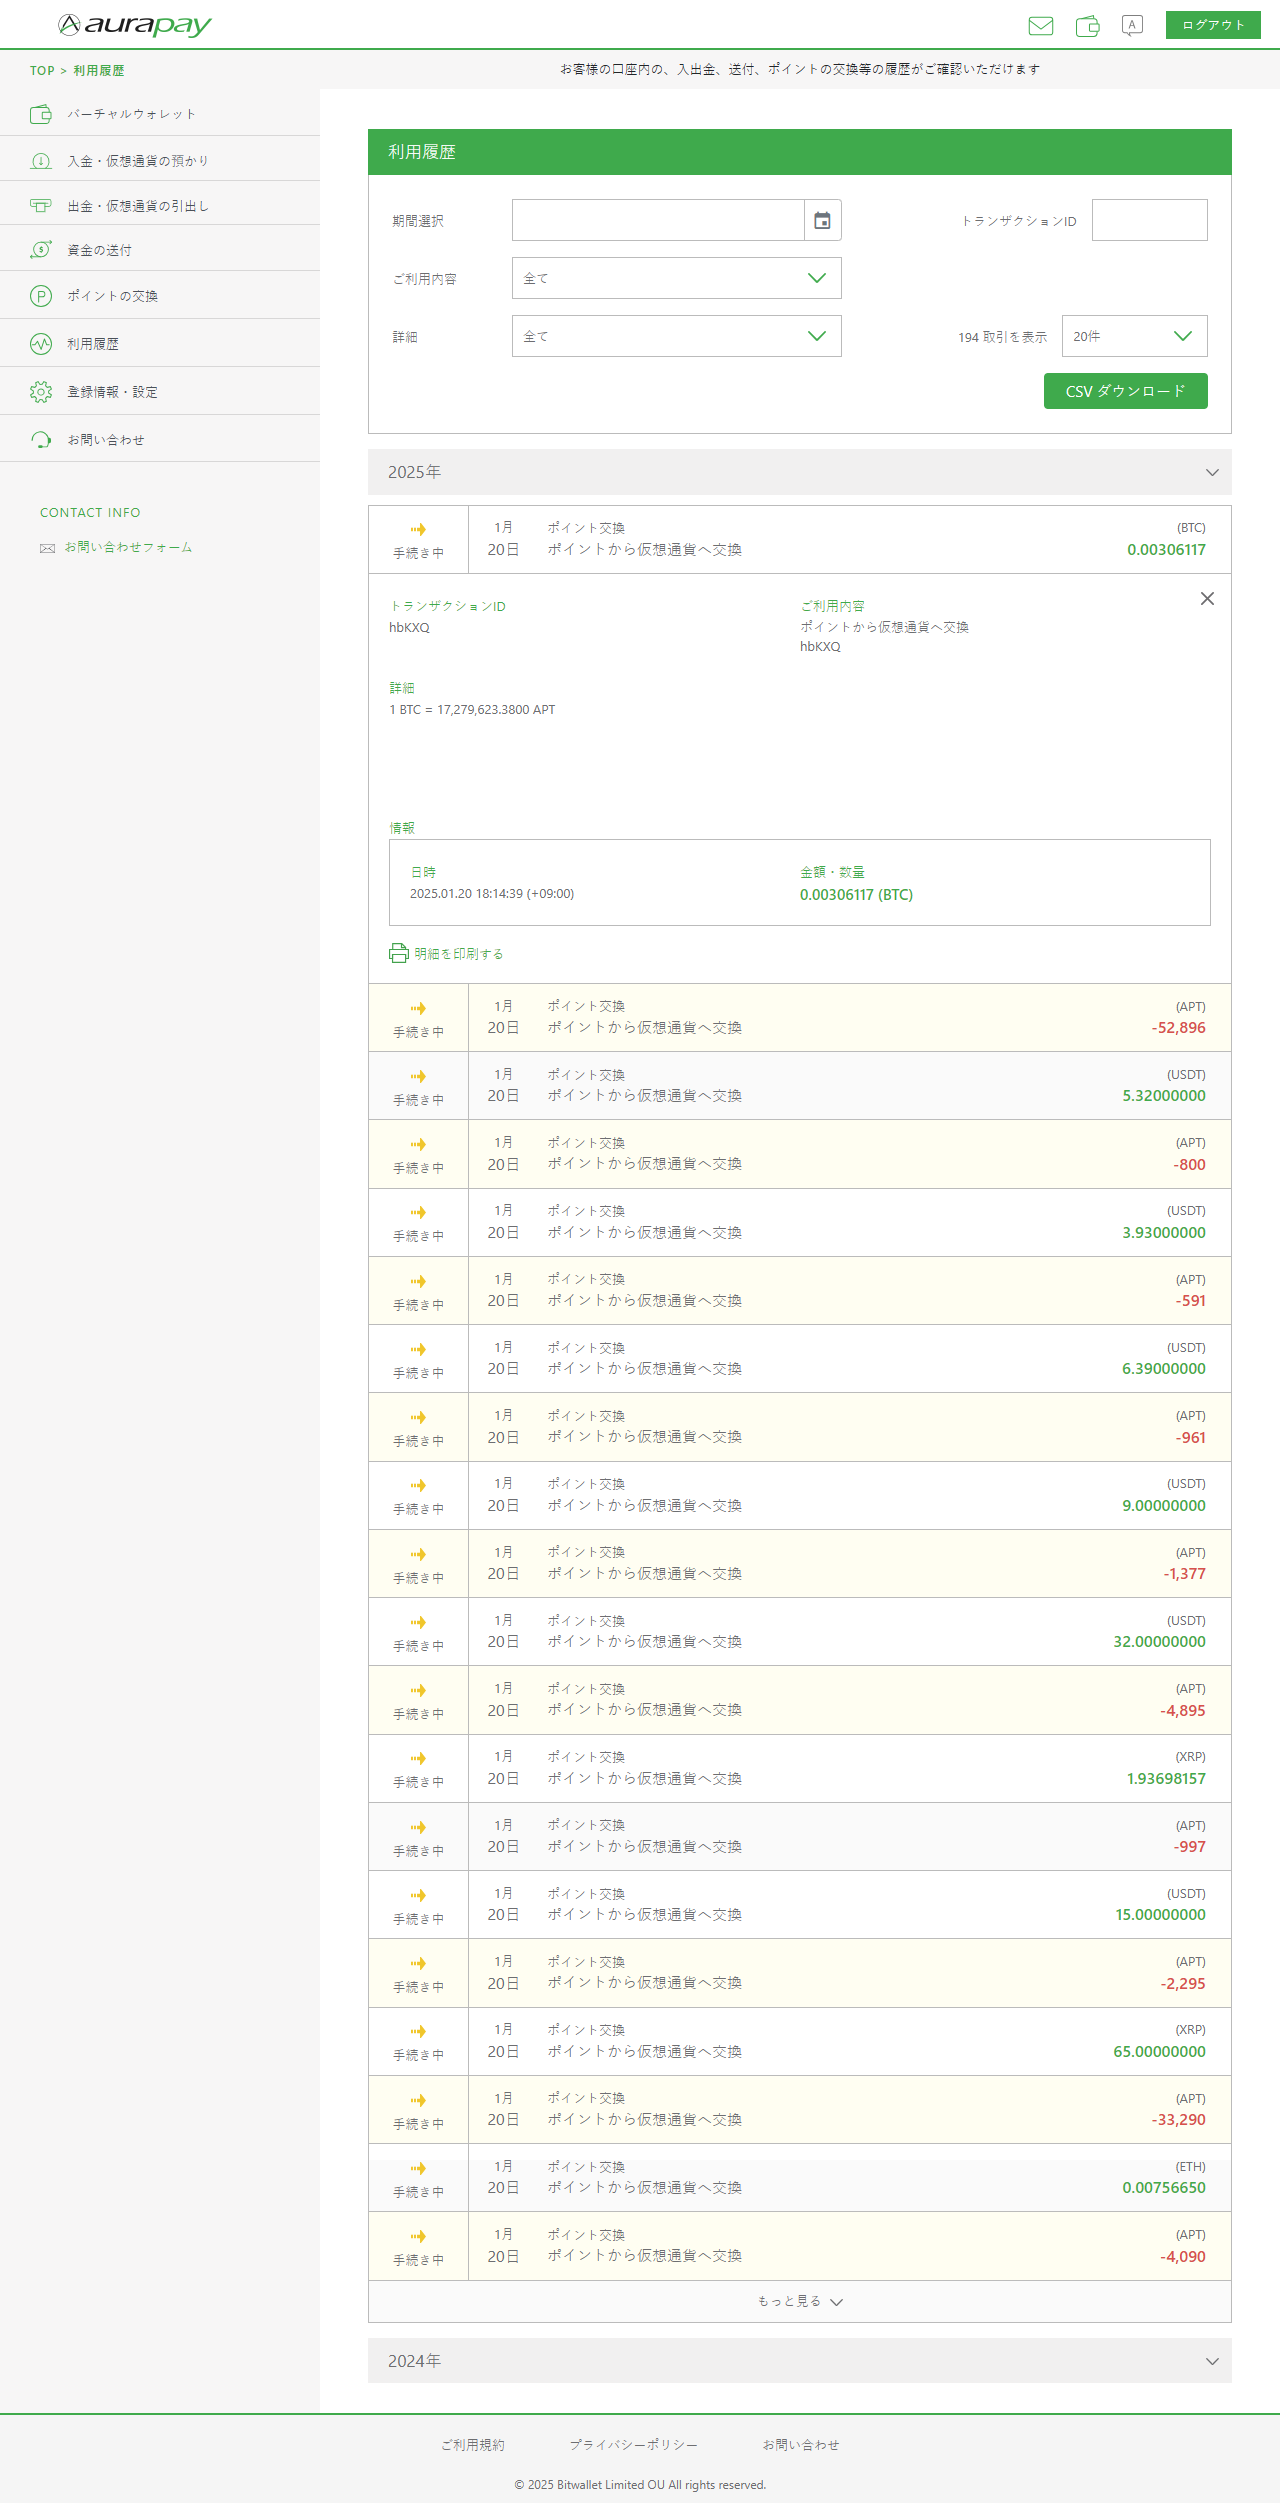 aurapay
A
ログアウト
TOP > 利用履歴
お客様の口座内の、入出金、送付、ポイントの交換等の履歴がご確認いただけます
バーチャルウォレット
入金・仮想通貨の預かり
出金・仮想通貨の引出し
資金の送付
ポイントの交換
利用履歴
登録情報・設定
お問い合わせ
CONTACT INFO
お問い合わせフォーム
利用履歴
期間選択
トランザクションID
ご利用内容
全て
詳細
全て
194 取引を表示
20件
CSV ダウンロード
2025年
手続き中
1月
20日
ポイント交換
ポイントから仮想通貨へ交換
(BTC)
0.00306117
トランザクションID
hbKXQ
ご利用内容
ポイントから仮想通貨へ交換
hbKXQ
詳細
1 BTC = 17,279,623.3800 APT
情報
日時
2025.01.20 18:14:39 (+09:00)
金額・数量
0.00306117 (BTC)
明細を印刷する
手続き中
1月
20日
ポイント交換
ポイントから仮想通貨へ交換
(APT)
-52,896
手続き中
1月
20日
ポイント交換
ポイントから仮想通貨へ交換
(USDT)
5.32000000
手続き中
1月
20日
ポイント交換
ポイントから仮想通貨へ交換
(APT)
-800
手続き中
1月
20日
ポイント交換
ポイントから仮想通貨へ交換
(USDT)
3.93000000
手続き中
1月
20日
ポイント交換
ポイントから仮想通貨へ交換
(APT)
-591
手続き中
1月
20日
ポイント交換
ポイントから仮想通貨へ交換
(USDT)
6.39000000
手続き中
1月
20日
ポイント交換
ポイントから仮想通貨へ交換
(APT)
-961
手続き中
1月
20日
ポイント交換
ポイントから仮想通貨へ交換
(USDT)
9.00000000
手続き中
1月
20日
ポイント交換
ポイントから仮想通貨へ交換
(APT)
-1,377
手続き中
1月
20日
ポイント交換
ポイントから仮想通貨へ交換
(USDT)
32.00000000
手続き中
1月
20日
ポイント交換
ポイントから仮想通貨へ交換
(APT)
-4,895
手続き中
1月
20日
ポイント交換
ポイントから仮想通貨へ交換
(XRP)
1.93698157
手続き中
1月
20日
ポイント交換
ポイントから仮想通貨へ交換
(APT)
-997
手続き中
1月
20日
ポイント交換
ポイントから仮想通貨へ交換
(USDT)
15.00000000
手続き中
1月
20日
ポイント交換
ポイントから仮想通貨へ交換
(APT)
-2,295
手続き中
1月
20日
ポイント交換
ポイントから仮想通貨へ交換
(XRP)
65.00000000
手続き中
1月
20日
ポイント交換
ポイントから仮想通貨へ交換
(APT)
-33,290
手続き中
1月
20日
ポイント交換
ポイントから仮想通貨へ交換
(ETH)
0.00756650
手続き中
1月
20日
ポイント交換
ポイントから仮想通貨へ交換
(APT)
-4,090
もっと見る
2024年
ご利用規約
プライバシーポリシー
お問い合わせ
© 2025 Bitwallet Limited OU All rights reserved.